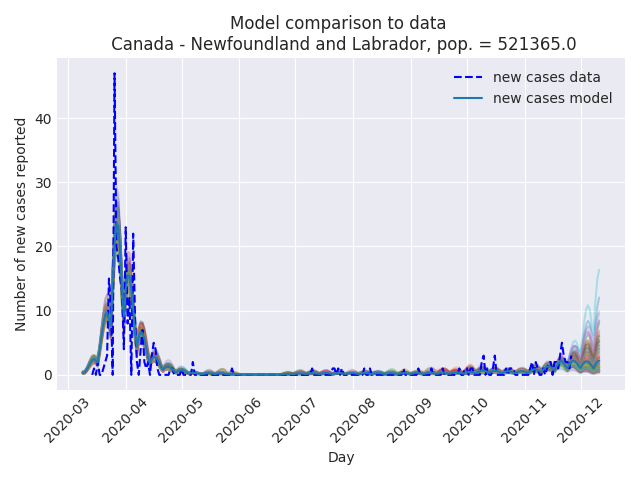 Model comparison to data
Canada - Newfoundland and Labrador, pop. = 521365.0
new cases data
new cases model
Number of new cases reported
40
30
20
10
0
2020-03
2020-04
2020-05
2020-06
2020-07
2020-08
2020-09
2020-10
2020-11
2020-12
Day